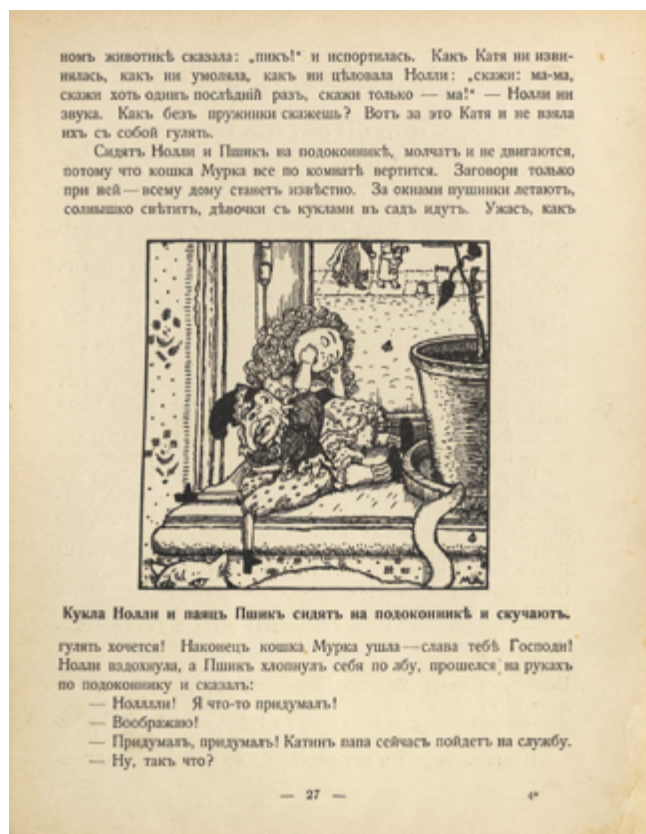 номъ животикѣ сказала: „пикъ!“ и испортилась. Какъ Катя ни изви-
нялась, какъ ни умоляла, какъ ни цѣловала Нолли: „скажи: ма-ма,
скажи хоть одинъ послѣдній разъ, скажи только — ма!“ — Нолли ни
звука. Какъ безъ пружинки скажешь? Вотъ за это Катя и не взяла
ихъ съ собой гулять.
Сидятъ Нолли и Пшикъ на подоконникѣ, молчатъ и не двигаются,
потому что кошка Мурка все по комнатѣ вертится. Заговори только
при ней — всему дому станетъ извѣстно. За окнами пушинки летаютъ,
солнышко свѣтитъ, дѣвочки съ куклами въ садъ идутъ. Ужасъ, какъ
Кукла Нолли и паяцъ Пшикъ сидятъ на подоконникѣ и скучаютъ.
гулять хочется! Наконецъ кошка Мурка ушла — слава тебѣ Господи!
Нолли вздохнула, а Пшикъ хлопнулъ себя по лбу, прошелся на рукахъ
по подоконнику и сказалъ:
— Нолллли! Я что-то придумалъ!
— Воображаю!
— Придумалъ, придумалъ! Катинъ папа сейчасъ пойдетъ на службу.
— Ну, такъ что?
— 27 — 4*